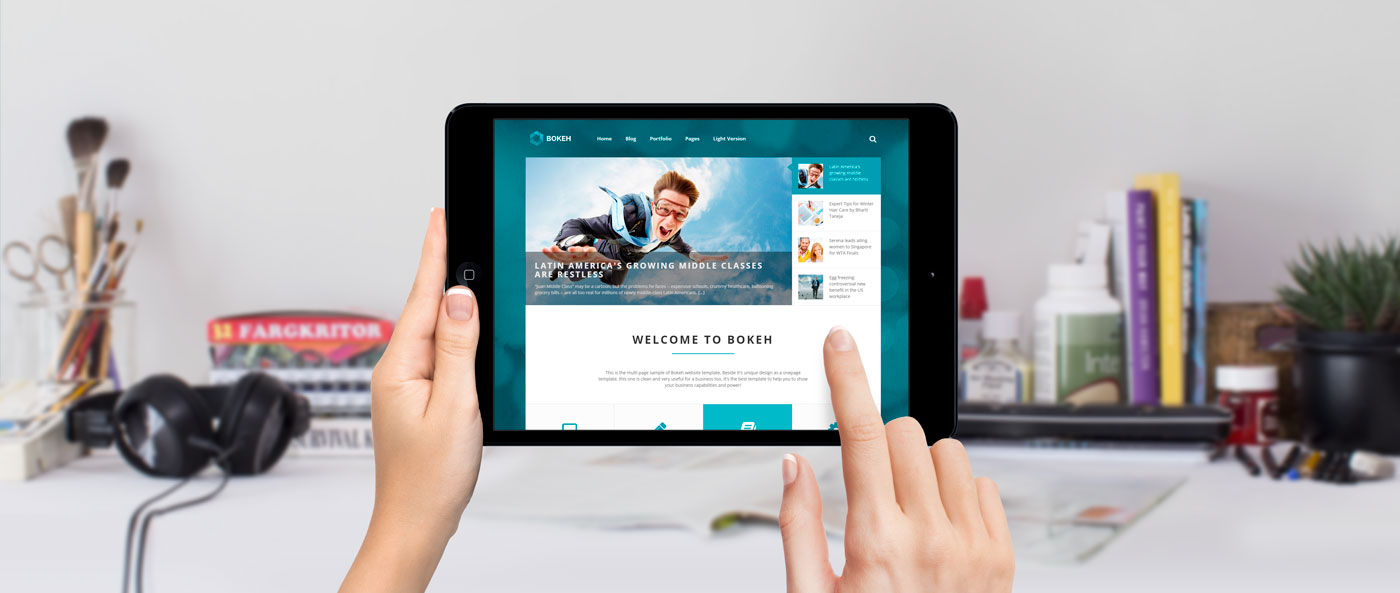 BOKEH
Home Blog Portfolio Pages Light Version
Latin America's
growing middle
classes are restless
Expert Tips for Winter
Hair Care by Bharti
Taneja
Serena leads ailing
women to Singapore
for WTA Finals
Egg freezing:
controversial new
benefit in the US
workplace
LATIN AMERICA'S GROWING MIDDLE CLASSES
ARE RESTLESS
"Juan Middle Class" may be a cartoon, but the problems he faces – expensive schools, crummy healthcare, ballooning
grocery bills – are all too real for millions of newly middle-class Latin Americans. [...]
WELCOME TO BOKEH
This is the multi-page sample of Bokeh website template. Beside it's unique design as a onepage
template, this one is clean and very useful for a business too. It's the best template to help you to show
your business capabilities and power!
52 FARGKRITOR
SURVIVAL
Inte